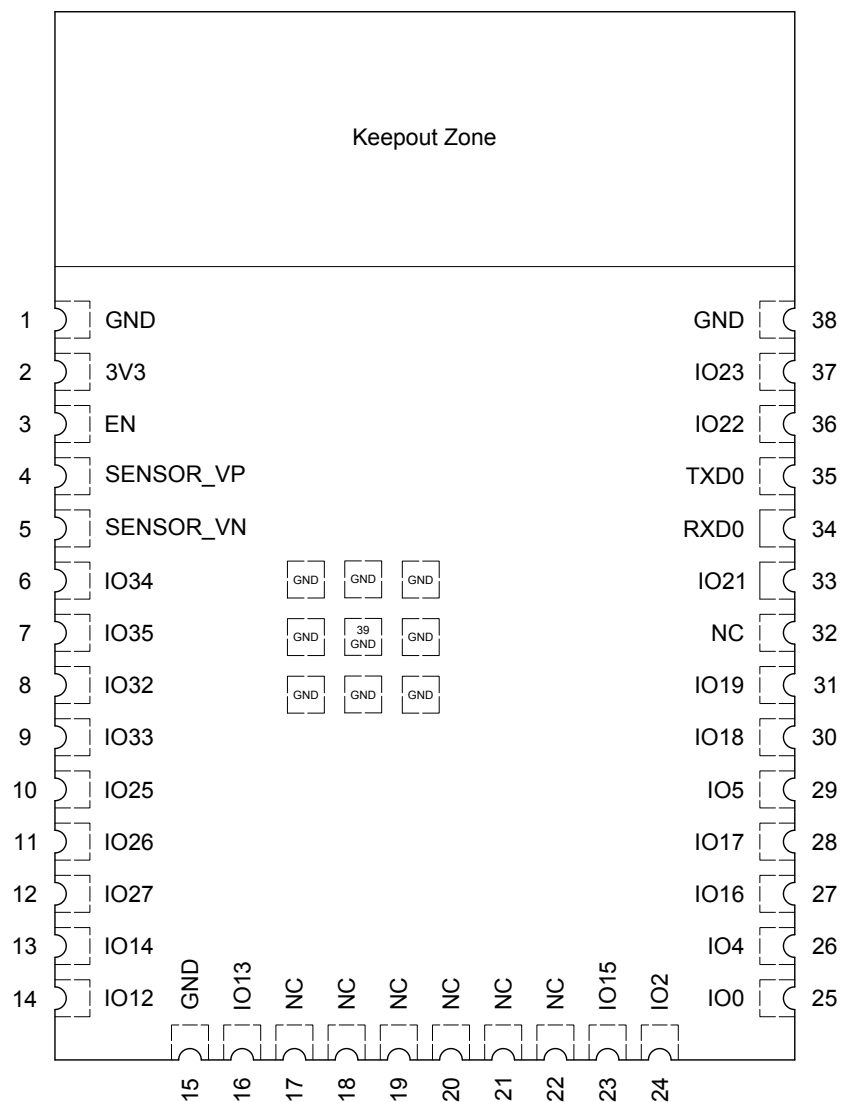 Keepout Zone
1 GND GND 38
2 3V3 IO23 37
3 EN IO22 36
4 SENSOR_VP TXD0 35
5 SENSOR_VN RXD0 34
6 IO34 GND GND GND IO21 33
7 IO35 GND 39 GND GND NC 32
8 IO32 GND GND GND IO19 31
9 IO33 IO18 30
10 IO25 IO5 29
11 IO26 IO17 28
12 IO27 IO16 27
13 IO14 IO4 26
14 IO12 IO0 25
GND IO13 NC NC NC NC NC NC IO15 IO2
15 16 17 18 19 20 21 22 23 24